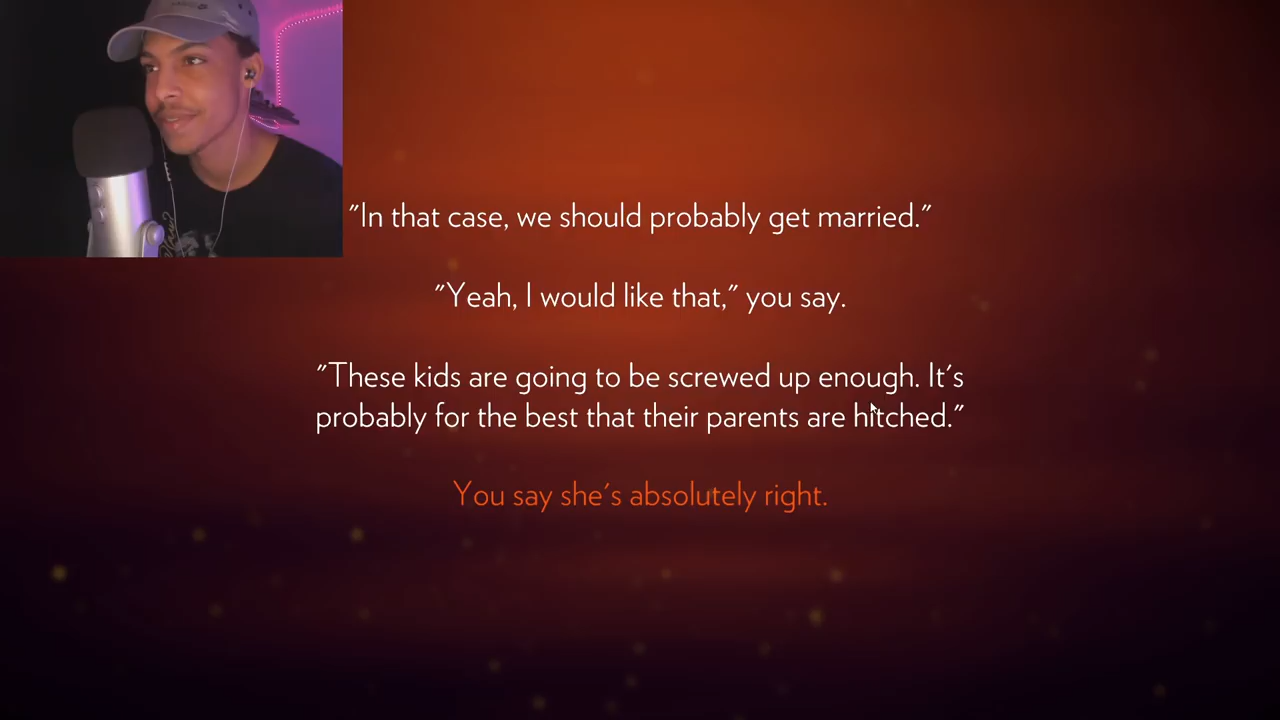 "In that case, we should probably get married."
"Yeah, I would like that," you say.
"These kids are going to be screwed up enough. It's
probably for the best that their parents are hitched."
You say she's absolutely right.